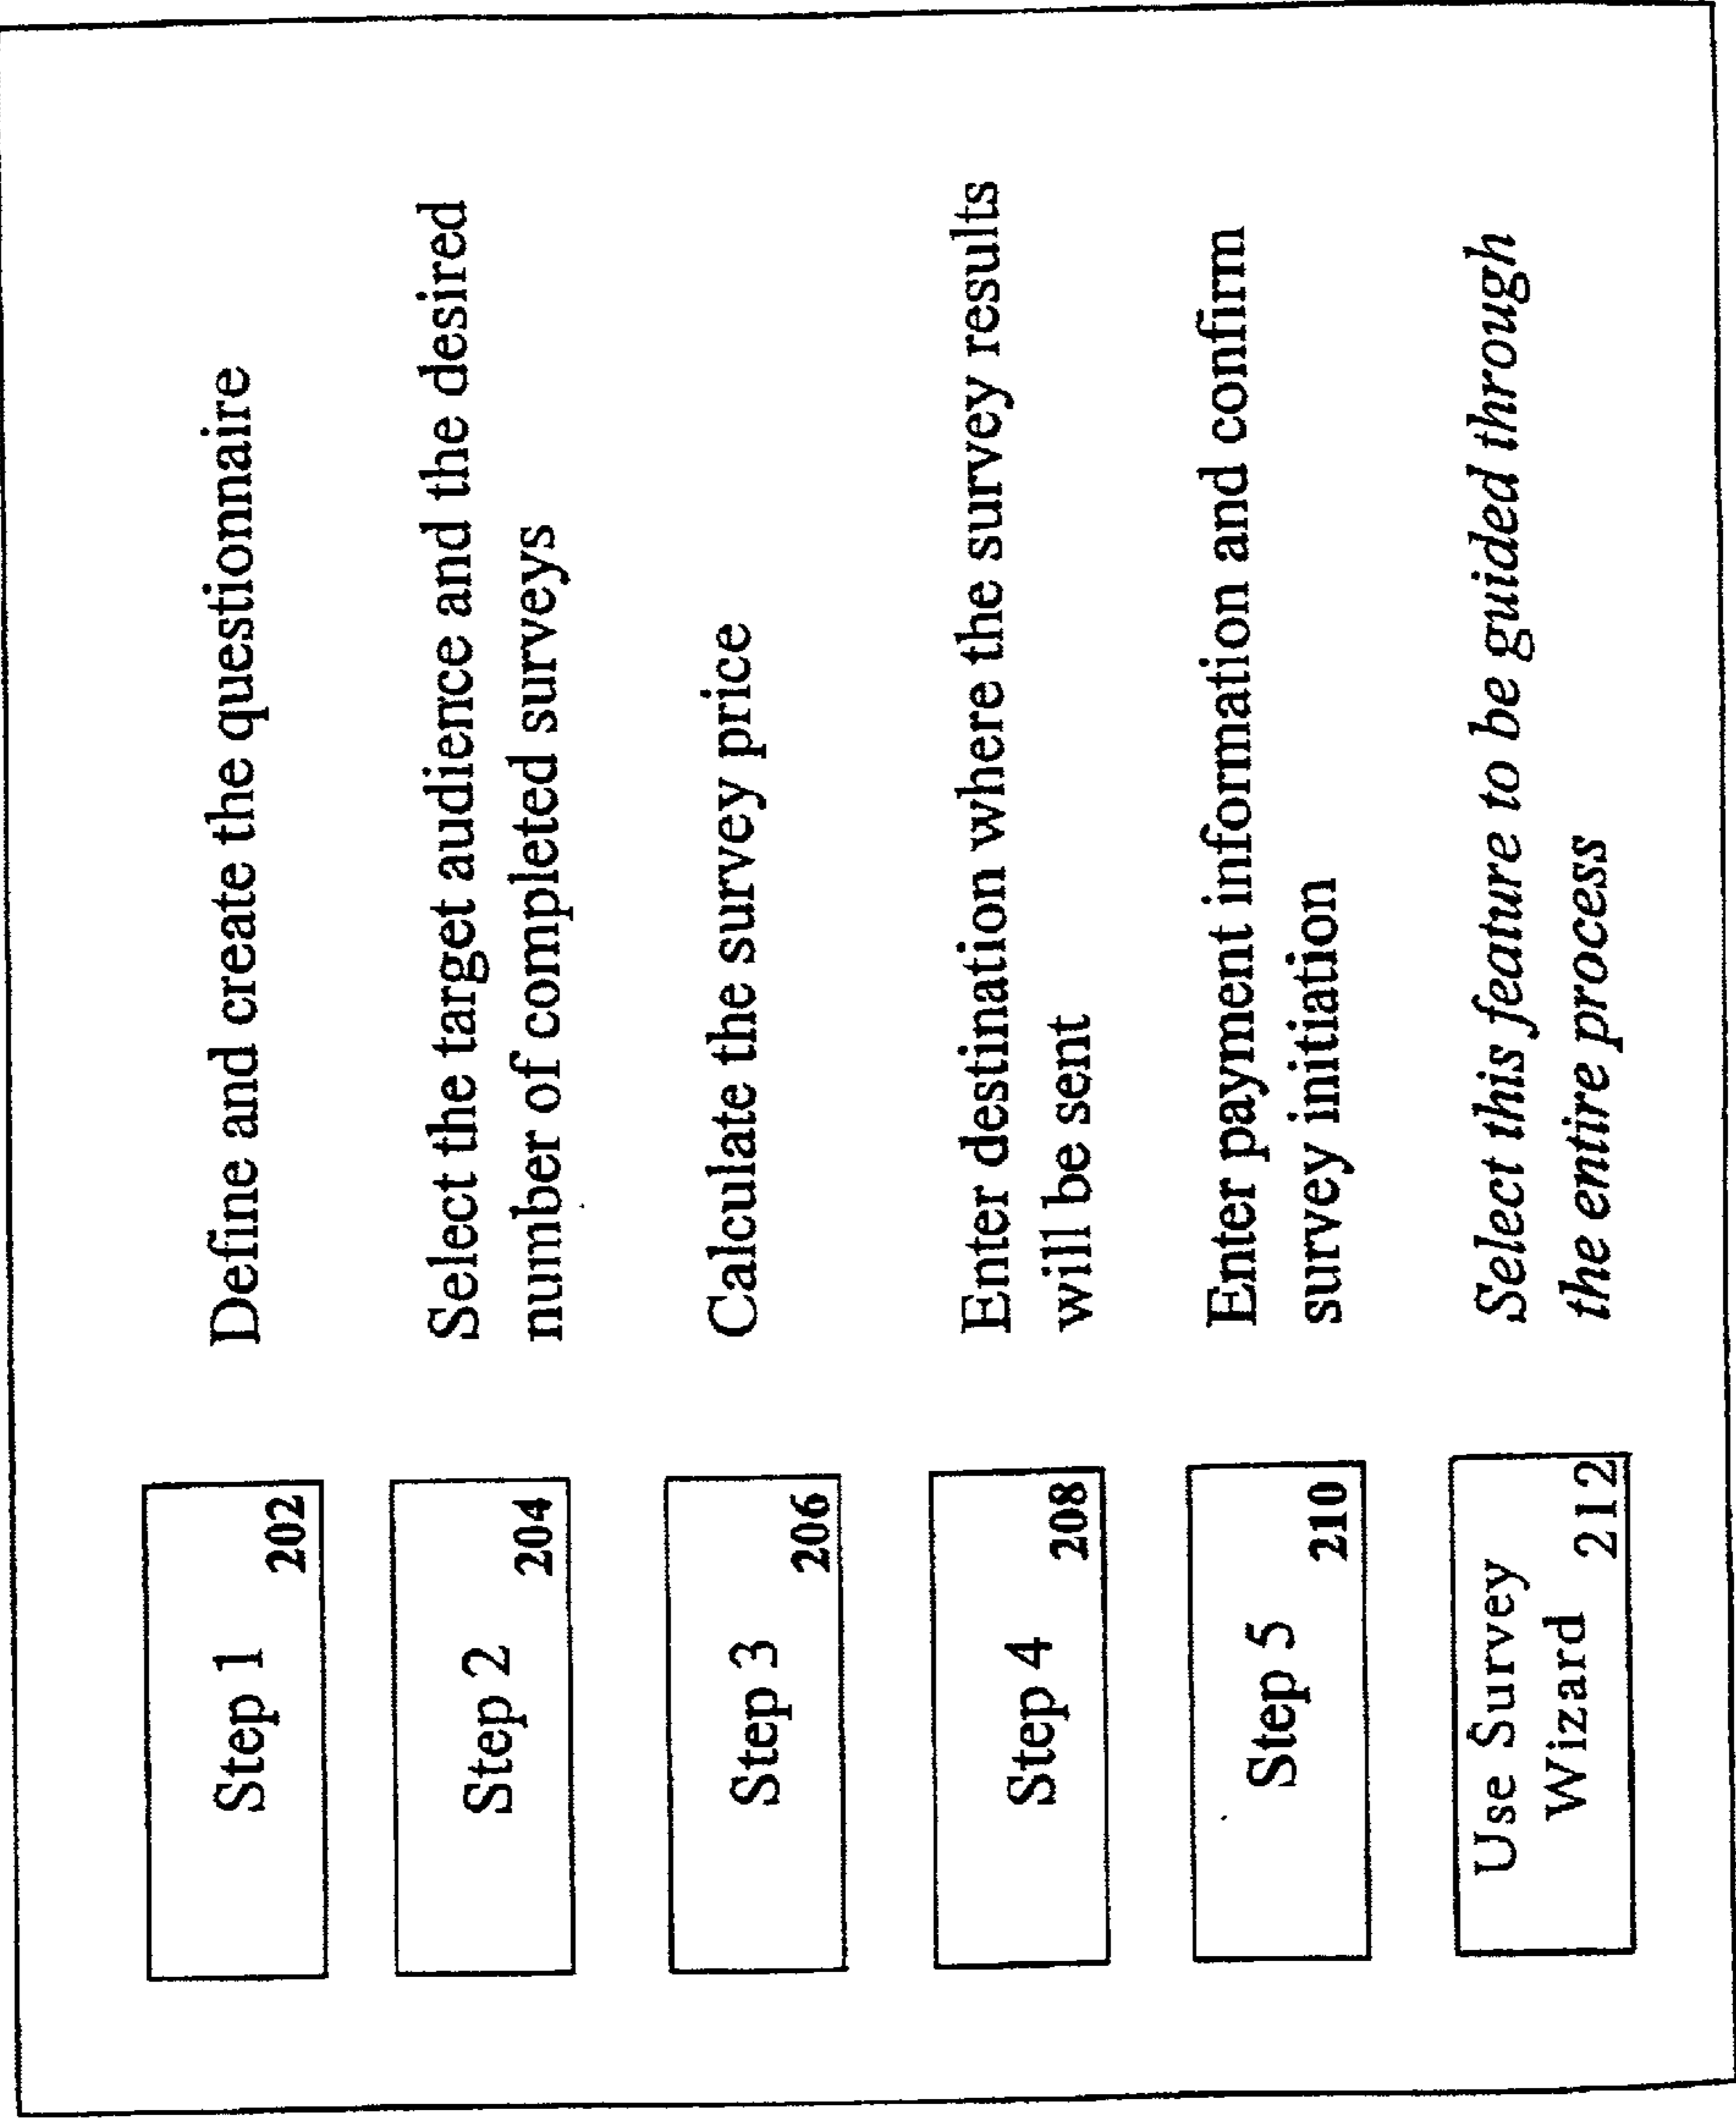 Step 1
202
Define and create the questionnaire
Step 2
204
Select the target audience and the desired
number of completed surveys
Step 3
206
Calculate the survey price
Step 4
208
Enter destination where the survey results
will be sent
Step 5
210
Enter payment information and confirm
survey initiation
Use Survey
Wizard 212
Select this feature to be guided through
the entire process